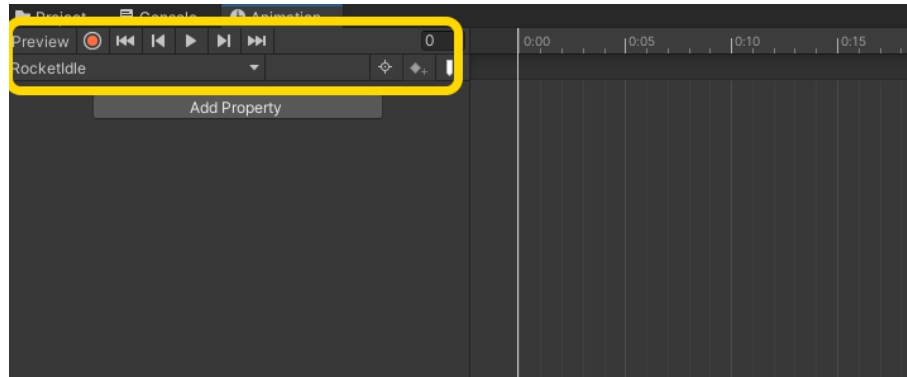 Project Console Animation
Preview 0 0:00 0:05 0:10 0:15
RocketIdle
Add Property